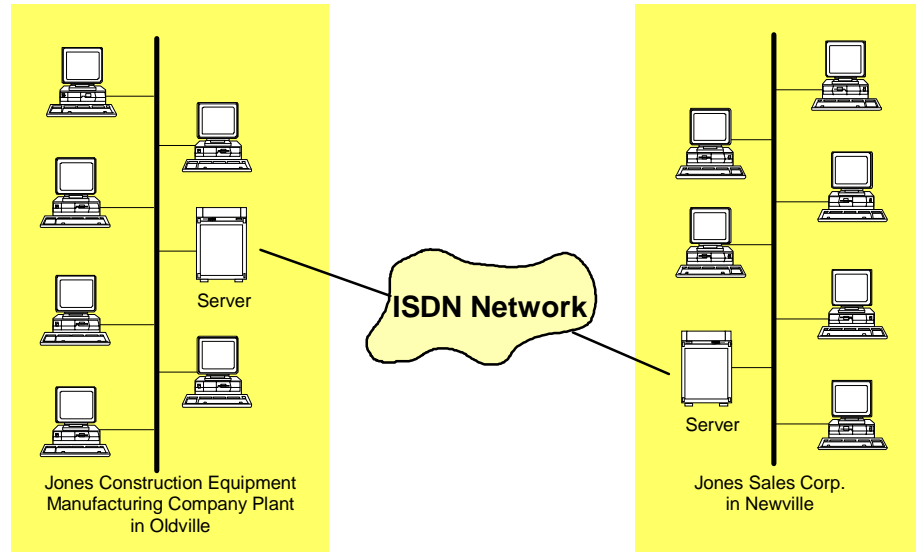 Server
Jones Construction Equipment
Manufacturing Company Plant
in Oldville
ISDN Network
Server
Jones Sales Corp.
in Newville